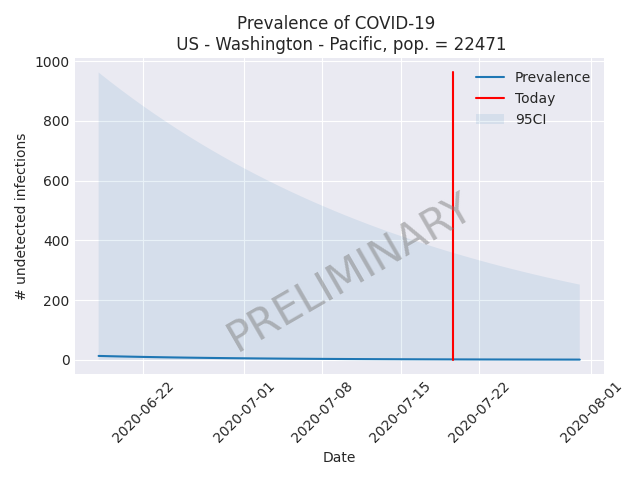 Prevalence of COVID-19
US - Washington - Pacific, pop. = 22471
1000
800
600
400
200
0
# undetected infections
Prevalence
Today
95CI
PRELIMINARY
2020-06-22
2020-07-01
2020-07-08
2020-07-15
2020-07-22
2020-08-01
Date